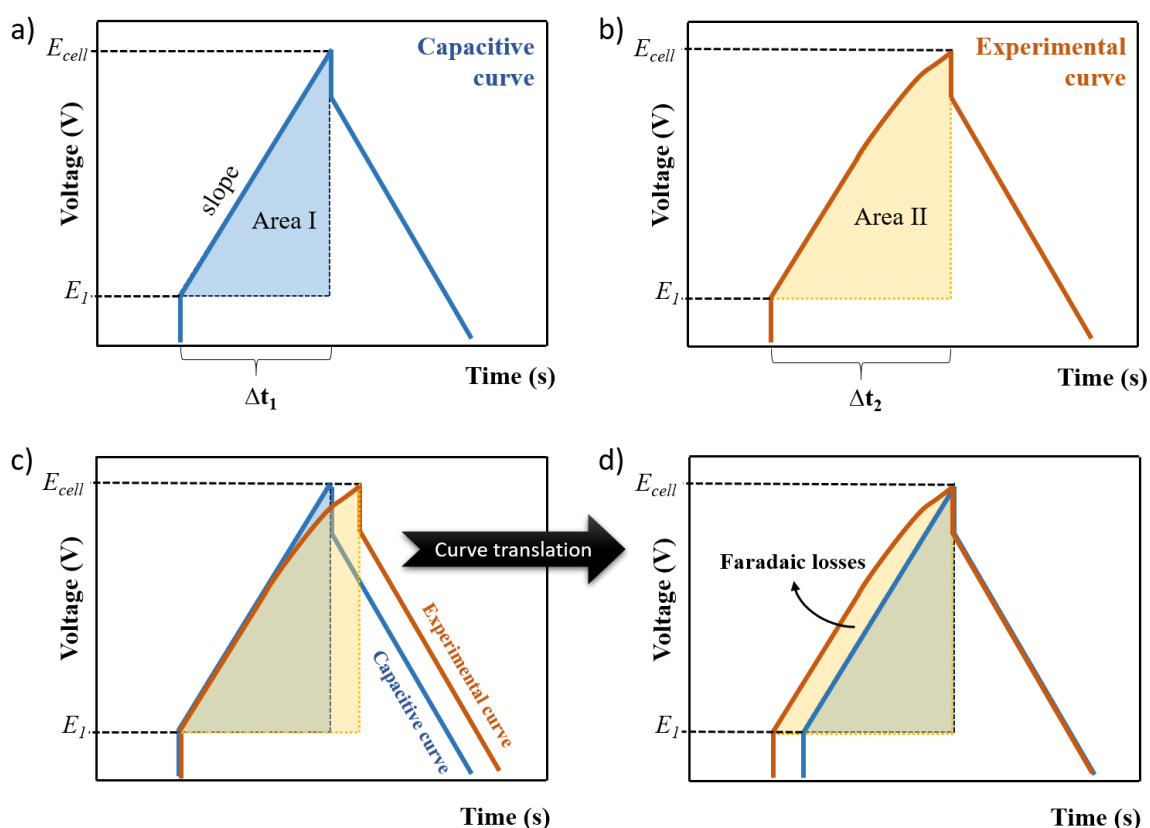 a)
E_cell
Capacitive
curve
Voltage (V)
slope
Area I
E_1
Time (s)
Δt_1
b)
E_cell
Experimental
curve
Voltage (V)
Area II
E_1
Time (s)
Δt_2
c)
E_cell
Voltage (V)
Experimental curve
Capacitive curve
E_1
Time (s)
Curve translation
d)
E_cell
Voltage (V)
Faradaic losses
E_1
Time (s)